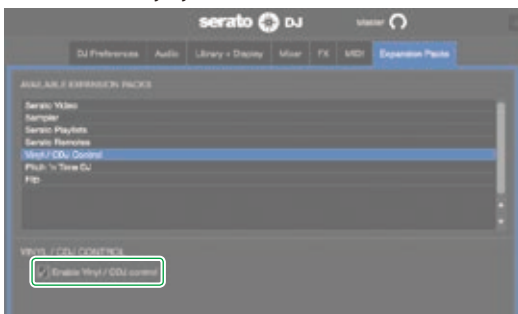 serato DJ Master
DJ Preferences Audio Library + Display Mixer FX MIDI Expansion Packs
AVAILABLE EXPANSION PACKS
Serato Video
Sampler
Serato Playlists
Serato Remotes
Vinyl / CDJ Control
Pitch 'n Time DJ
Flip
VINYL / CDJ CONTROL
Enable Vinyl / CDJ control